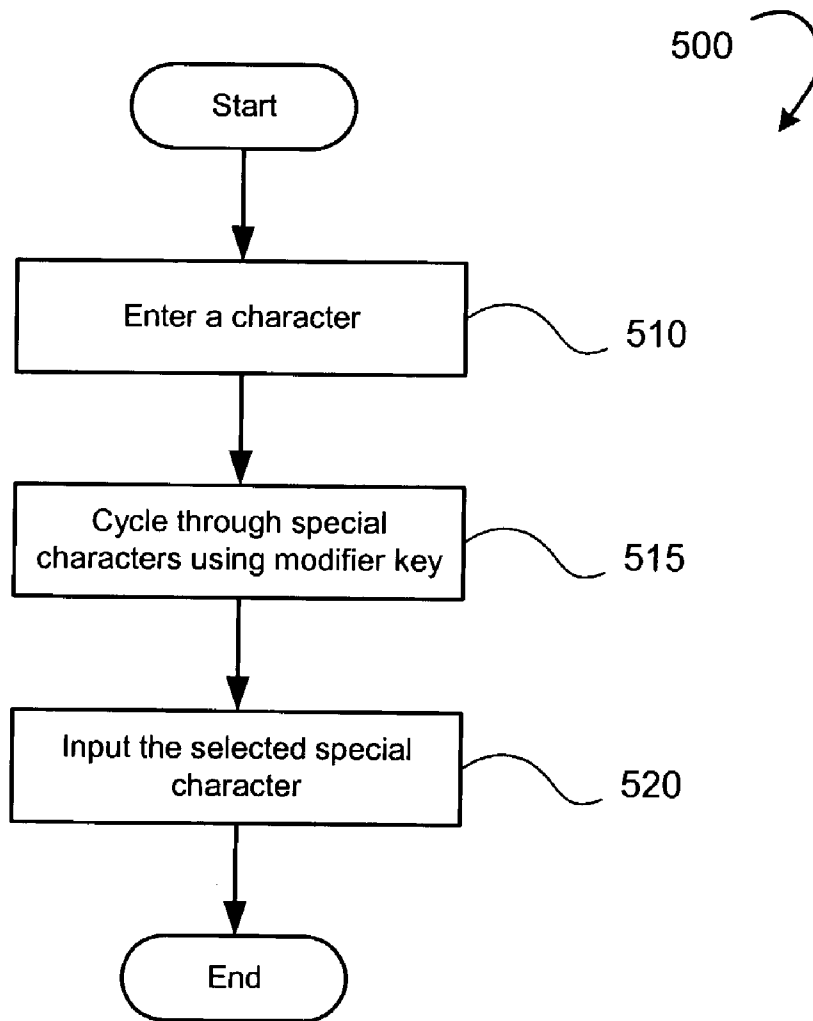 500
Start
Enter a character
510
Cycle through special
characters using modifier key
515
Input the selected special
character
520
End